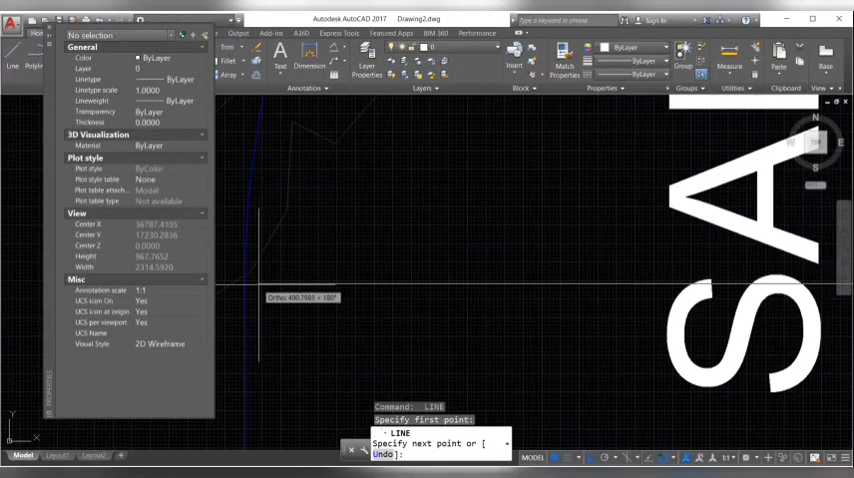 Autodesk AutoCAD 2017 Drawing2.dwg
Type a keyword or phrase
Sign In
Output Add-ins A360 Express Tools Featured Apps BIM 360 Performance
Line
Trim
Fillet
Array
Text
Dimension
Layer
Properties
0
Insert
Match
Properties
ByLayer
ByLayer
ByLayer
Group
Measure
Paste
Base
Annotation
Layers
Block
Properties
Groups
Utilities
Clipboard
View
No selection
General
Color ByLayer
Layer 0
Linetype ByLayer
Linetype scale 1.0000
Lineweight ByLayer
Transparency ByLayer
Thickness 0.0000
3D Visualization
Material ByLayer
Plot style
Plot style ByColor
Plot style table None
Plot table attach... Model
Plot table type Not available
View
Center X 36787.4105
Center Y 17230.2836
Center Z 0.0000
Height 967.7652
Width 2314.5920
Misc
Annotation scale 1:1
UCS icon On Yes
UCS icon at origin Yes
UCS per viewport Yes
UCS Name
Visual Style 2D Wireframe
PROPERTIES
N
W TOP E
S
SA
Ortho: 490.7985 < 180°
Command: LINE
Specify first point:
LINE
Specify next point or [
Undo]:
Y
X
Model Layout1 Layout2 +
MODEL
1:1